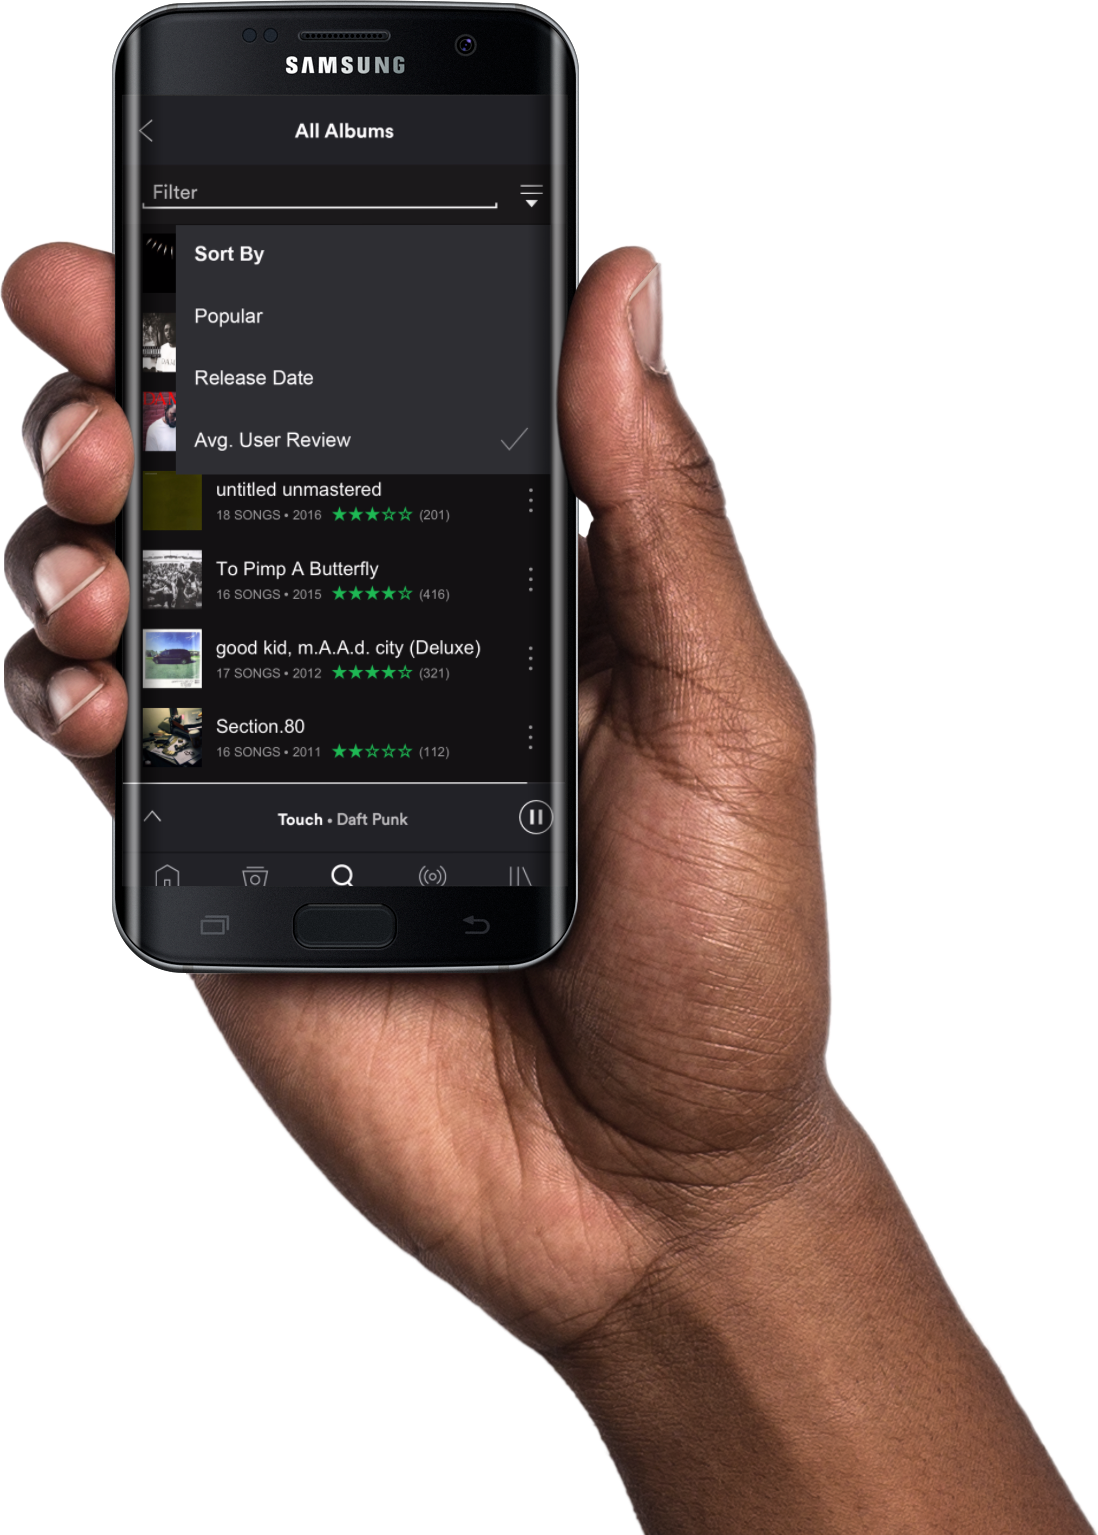 SAMSUNG
All Albums
Filter
Sort By
Popular
Release Date
Avg. User Review
untitled unmastered
18 SONGS • 2016 ★★★☆☆ (201)
To Pimp A Butterfly
16 SONGS • 2015 ★★★★☆ (416)
good kid, m.A.A.d. city (Deluxe)
17 SONGS • 2012 ★★★★☆ (321)
Section.80
16 SONGS • 2011 ★★☆☆☆ (112)
Touch • Daft Punk